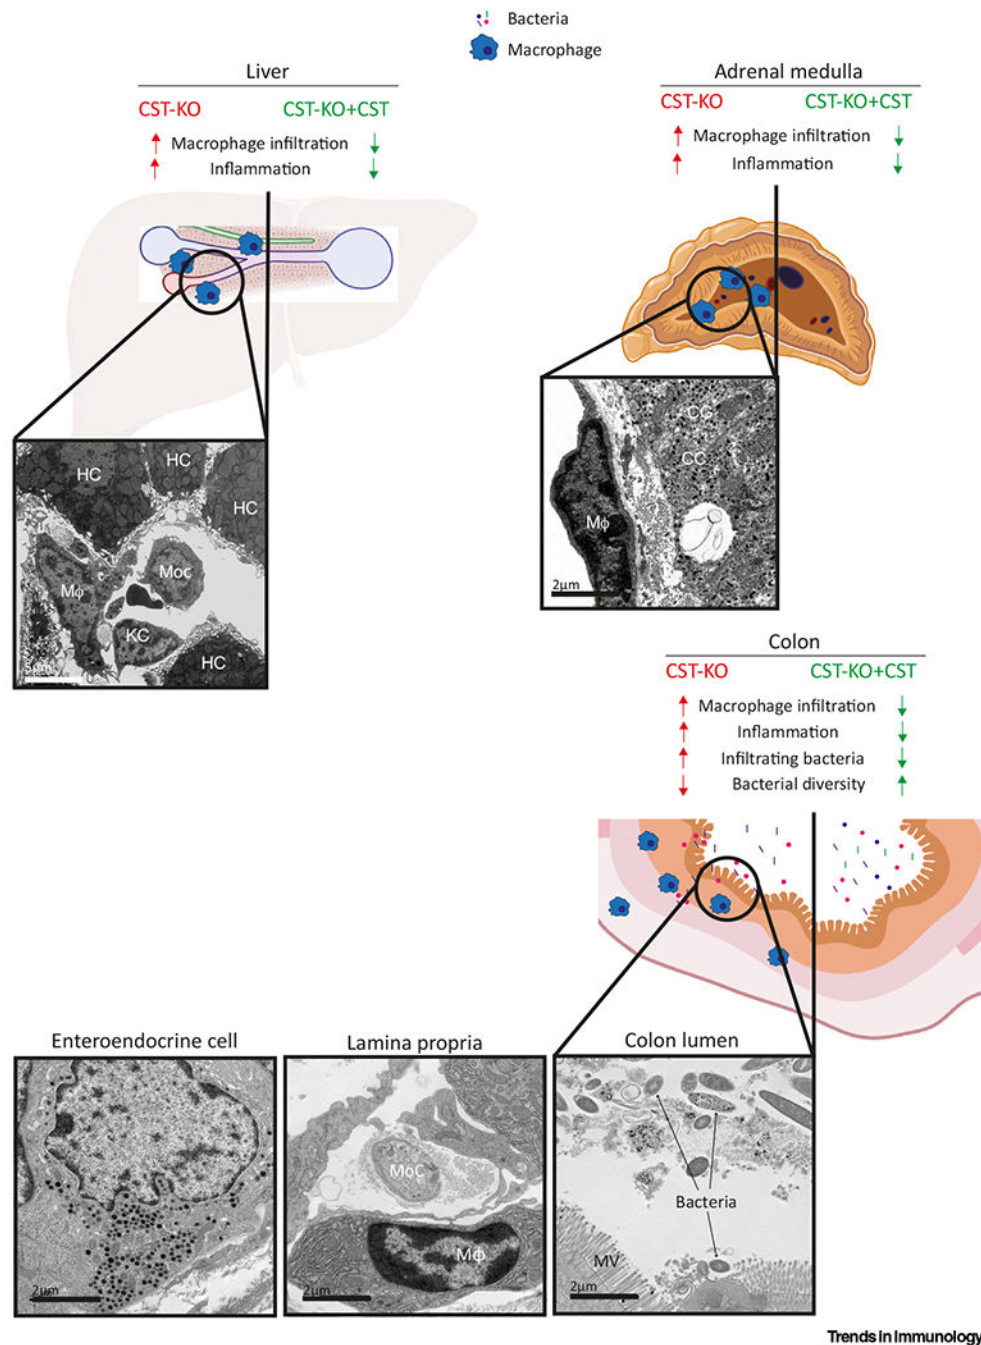 Bacteria
Macrophage
Liver
CST-KO CST-KO+CST
Macrophage infiltration
Inflammation
Adrenal medulla
CST-KO CST-KO+CST
Macrophage infiltration
Inflammation
HC HC HC
Moc
Mϕ
KC
HC
5µm
CG
CC
Mϕ
2µm
Colon
CST-KO CST-KO+CST
Macrophage infiltration
Inflammation
Infiltrating bacteria
Bacterial diversity
Enteroendocrine cell
2µm
Lamina propria
MoC
Mϕ
2µm
Colon lumen
Bacteria
MV
2µm
Trends in Immunology